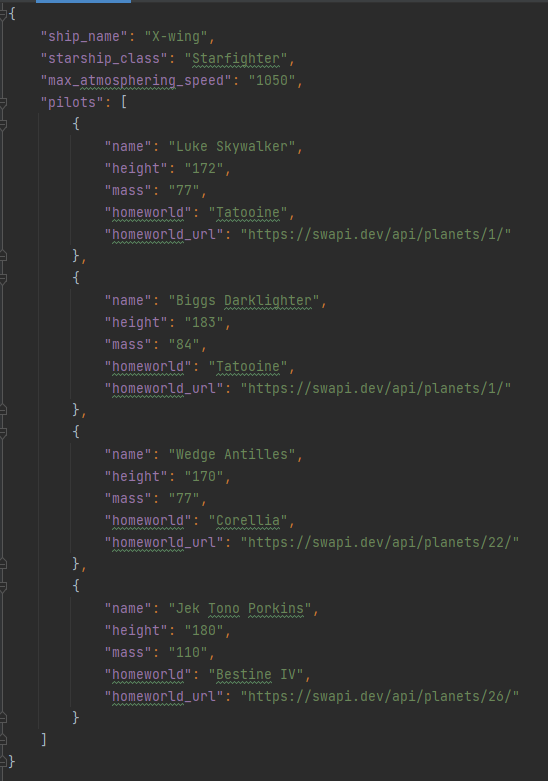 {
    "ship_name": "X-wing",
    "starship_class": "Starfighter",
    "max_atmosphering_speed": "1050",
    "pilots": [
        {
            "name": "Luke Skywalker",
            "height": "172",
            "mass": "77",
            "homeworld": "Tatooine",
            "homeworld_url": "https://swapi.dev/api/planets/1/"
        },
        {
            "name": "Biggs Darklighter",
            "height": "183",
            "mass": "84",
            "homeworld": "Tatooine",
            "homeworld_url": "https://swapi.dev/api/planets/1/"
        },
        {
            "name": "Wedge Antilles",
            "height": "170",
            "mass": "77",
            "homeworld": "Corellia",
            "homeworld_url": "https://swapi.dev/api/planets/22/"
        },
        {
            "name": "Jek Tono Porkins",
            "height": "180",
            "mass": "110",
            "homeworld": "Bestine IV",
            "homeworld_url": "https://swapi.dev/api/planets/26/"
        }
    ]
}